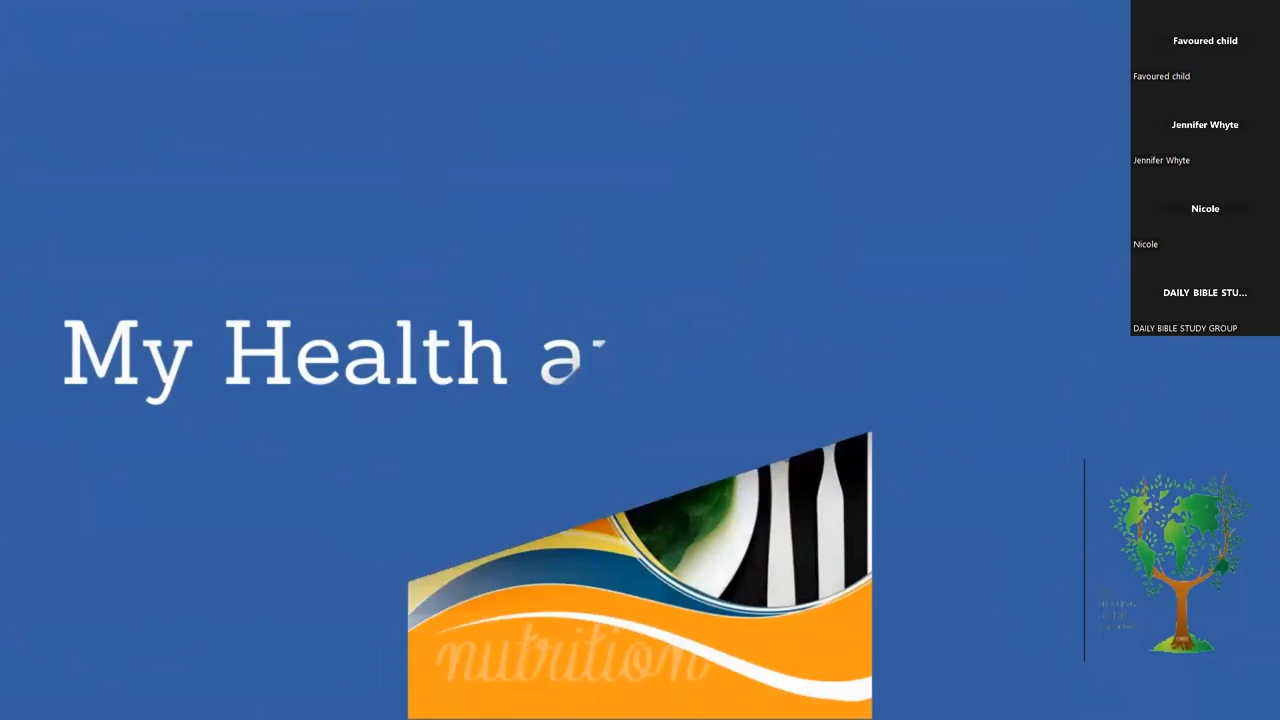 My Health a
nutrition
Favoured child
Favoured child
Jennifer Whyte
Jennifer Whyte
Nicole
Nicole
DAILY BIBLE STU...
DAILY BIBLE STUDY GROUP